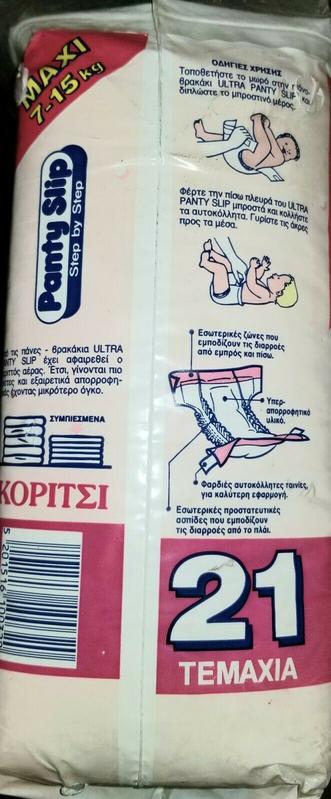 MAXI
7-15 kg
Panty Slip
Step by Step
τις πάνες - βρακάκια ULTRA
SLIP έχει αφαιρεθεί ο
αέρας. Έτσι, γίνονται πιο
και εξαιρετικά απορροφη-
έχοντας μικρότερο όγκο.
ΣΥΜΠΙΕΣΜΕΝΑ
ΚΟΡΙΤΣΙ
ΟΔΗΓΙΕΣ ΧΡΗΣΗΣ
Τοποθετήστε το μωρό στην
βρακάκι ULTRA PANTY SLIP και
διπλώστε το μπροστινό μέρος.
Φέρτε την πίσω πλευρά του ULTRA
PANTY SLIP μπροστά και κολλήστε
τα αυτοκόλλητα. Γυρίστε τις άκρες
προς τα μέσα.
Εσωτερικές ζώνες που
εμποδίζουν τις διαρροές
από εμπρός και πίσω.
Υπερ-
απορροφητικό
υλικό.
Φαρδιές αυτοκόλλητες ταινίες,
για καλύτερη εφαρμογή.
Εσωτερικές προστατευτικές
ασπίδες που εμποδίζουν
τις διαρροές από το πλάι.
21
ΤΕΜΑΧΙΑ